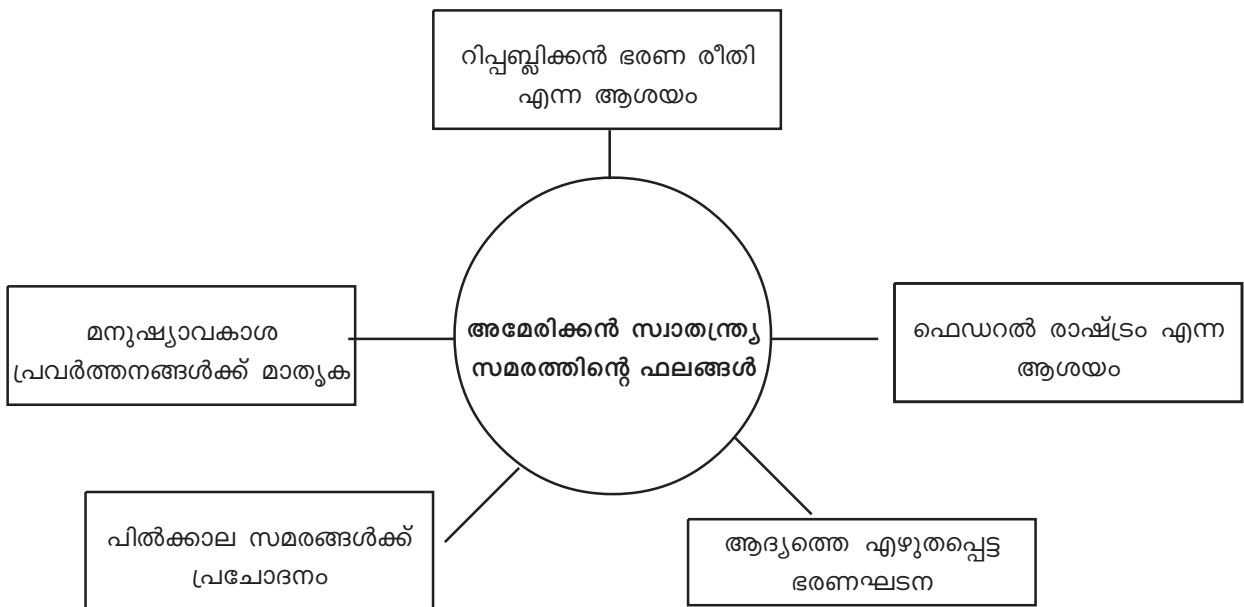 റിപ്പബ്ലിക്കൻ ഭരണ രീതി
എന്ന ആശയം
മനുഷ്യാവകാശ
പ്രവർത്തനങ്ങൾക്ക് മാതൃക
അമേരിക്കൻ സ്വാതന്ത്ര്യ
സമരത്തിന്റെ ഫലങ്ങൾ
ഫെഡറൽ രാഷ്ട്രം എന്ന
ആശയം
പിൽക്കാല സമരങ്ങൾക്ക്
പ്രചോദനം
ആദ്യത്തെ എഴുതപ്പെട്ട
ഭരണഘടന